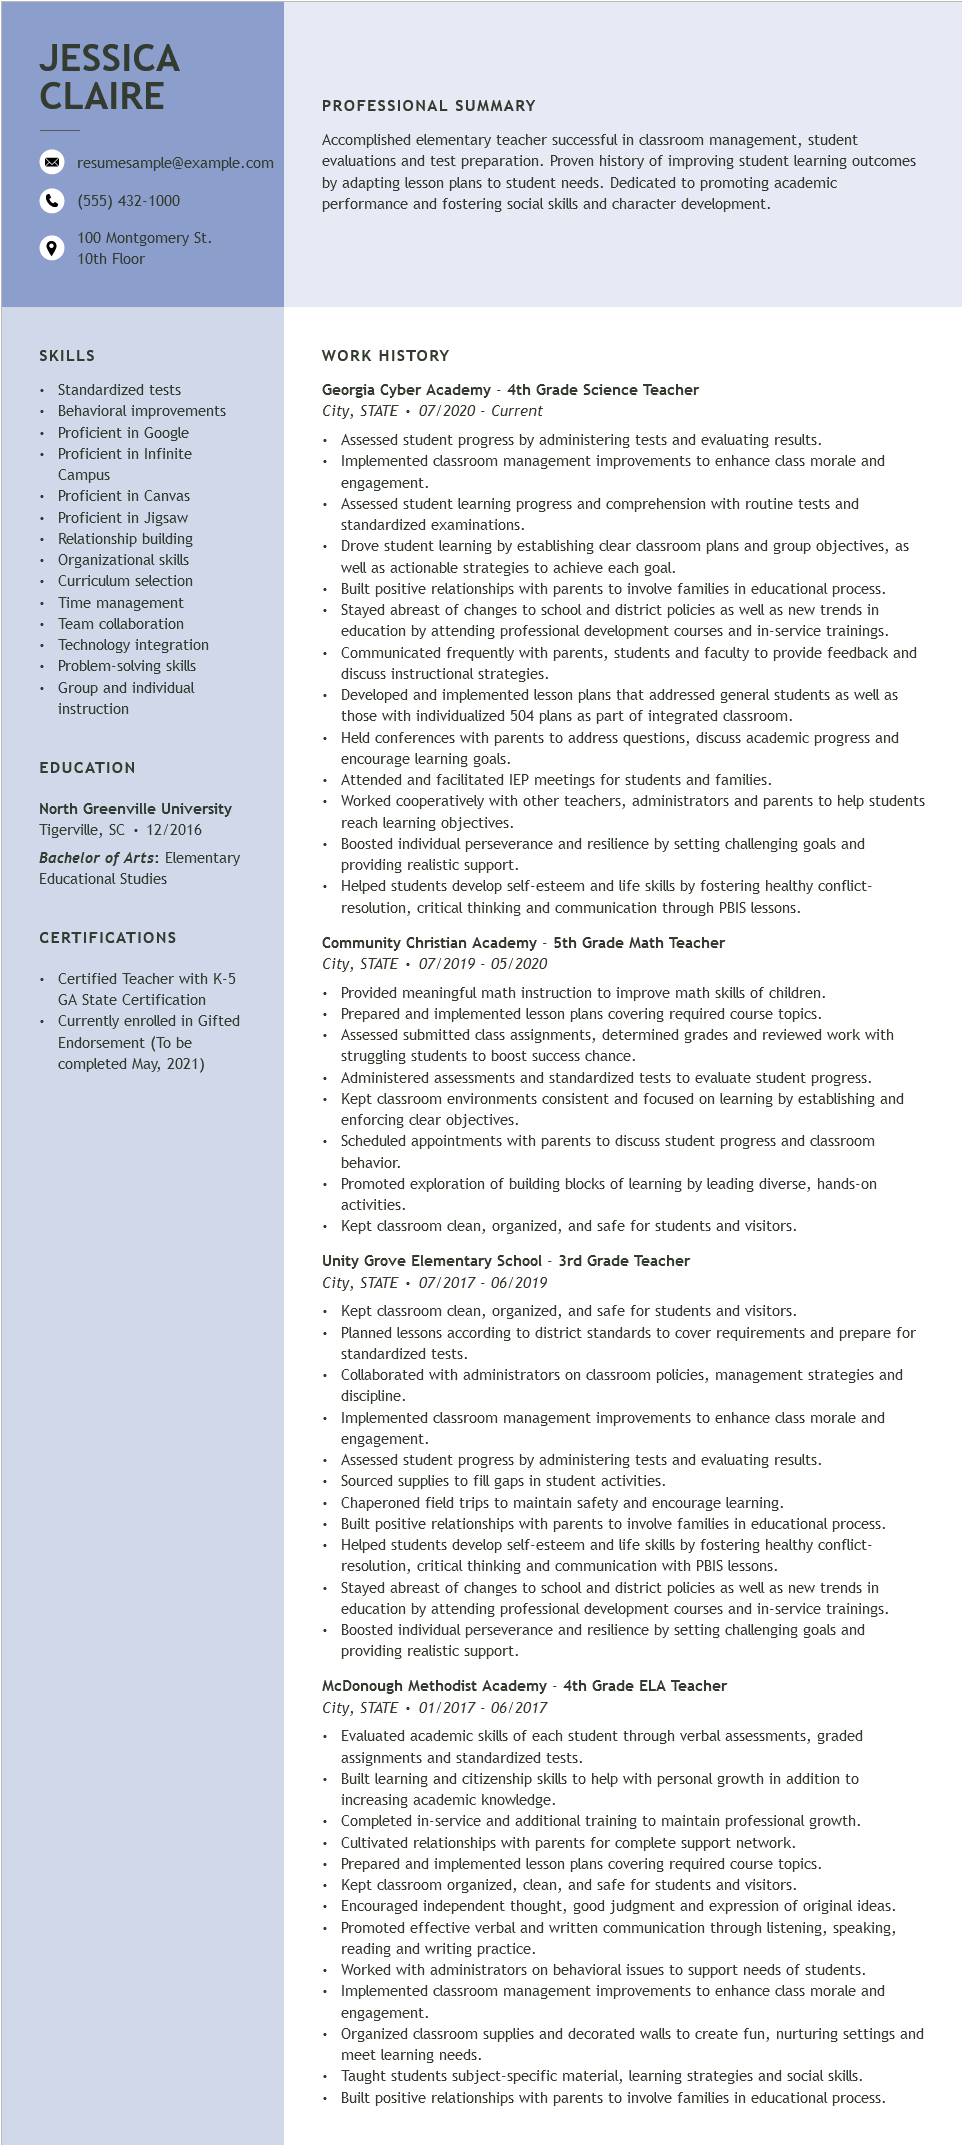 JESSICA
CLAIRE
resumesample@example.com
(555) 432-1000
100 Montgomery St.
10th Floor
PROFESSIONAL SUMMARY
Accomplished elementary teacher successful in classroom management, student
evaluations and test preparation. Proven history of improving student learning outcomes
by adapting lesson plans to student needs. Dedicated to promoting academic
performance and fostering social skills and character development.
SKILLS
• Standardized tests
• Behavioral improvements
• Proficient in Google
• Proficient in Infinite
Campus
• Proficient in Canvas
• Proficient in Jigsaw
• Relationship building
• Organizational skills
• Curriculum selection
• Time management
• Team collaboration
• Technology integration
• Problem-solving skills
• Group and individual
instruction
EDUCATION
North Greenville University
Tigerville, SC • 12/2016
Bachelor of Arts: Elementary
Educational Studies
CERTIFICATIONS
• Certified Teacher with K-5
GA State Certification
• Currently enrolled in Gifted
Endorsement (To be
completed May, 2021)
WORK HISTORY
Georgia Cyber Academy - 4th Grade Science Teacher
City, STATE • 07/2020 - Current
• Assessed student progress by administering tests and evaluating results.
• Implemented classroom management improvements to enhance class morale and
engagement.
• Assessed student learning progress and comprehension with routine tests and
standardized examinations.
• Drove student learning by establishing clear classroom plans and group objectives, as
well as actionable strategies to achieve each goal.
• Built positive relationships with parents to involve families in educational process.
• Stayed abreast of changes to school and district policies as well as new trends in
education by attending professional development courses and in-service trainings.
• Communicated frequently with parents, students and faculty to provide feedback and
discuss instructional strategies.
• Developed and implemented lesson plans that addressed general students as well as
those with individualized 504 plans as part of integrated classroom.
• Held conferences with parents to address questions, discuss academic progress and
encourage learning goals.
• Attended and facilitated IEP meetings for students and families.
• Worked cooperatively with other teachers, administrators and parents to help students
reach learning objectives.
• Boosted individual perseverance and resilience by setting challenging goals and
providing realistic support.
• Helped students develop self-esteem and life skills by fostering healthy conflict-
resolution, critical thinking and communication through PBIS lessons.
Community Christian Academy - 5th Grade Math Teacher
City, STATE • 07/2019 - 05/2020
• Provided meaningful math instruction to improve math skills of children.
• Prepared and implemented lesson plans covering required course topics.
• Assessed submitted class assignments, determined grades and reviewed work with
struggling students to boost success chance.
• Administered assessments and standardized tests to evaluate student progress.
• Kept classroom environments consistent and focused on learning by establishing and
enforcing clear objectives.
• Scheduled appointments with parents to discuss student progress and classroom
behavior.
• Promoted exploration of building blocks of learning by leading diverse, hands-on
activities.
• Kept classroom clean, organized, and safe for students and visitors.
Unity Grove Elementary School - 3rd Grade Teacher
City, STATE • 07/2017 - 06/2019
• Kept classroom clean, organized, and safe for students and visitors.
• Planned lessons according to district standards to cover requirements and prepare for
standardized tests.
• Collaborated with administrators on classroom policies, management strategies and
discipline.
• Implemented classroom management improvements to enhance class morale and
engagement.
• Assessed student progress by administering tests and evaluating results.
• Sourced supplies to fill gaps in student activities.
• Chaperoned field trips to maintain safety and encourage learning.
• Built positive relationships with parents to involve families in educational process.
• Helped students develop self-esteem and life skills by fostering healthy conflict-
resolution, critical thinking and communication with PBIS lessons.
• Stayed abreast of changes to school and district policies as well as new trends in
education by attending professional development courses and in-service trainings.
• Boosted individual perseverance and resilience by setting challenging goals and
providing realistic support.
McDonough Methodist Academy - 4th Grade ELA Teacher
City, STATE • 01/2017 - 06/2017
• Evaluated academic skills of each student through verbal assessments, graded
assignments and standardized tests.
• Built learning and citizenship skills to help with personal growth in addition to
increasing academic knowledge.
• Completed in-service and additional training to maintain professional growth.
• Cultivated relationships with parents for complete support network.
• Prepared and implemented lesson plans covering required course topics.
• Kept classroom organized, clean, and safe for students and visitors.
• Encouraged independent thought, good judgment and expression of original ideas.
• Promoted effective verbal and written communication through listening, speaking,
reading and writing practice.
• Worked with administrators on behavioral issues to support needs of students.
• Implemented classroom management improvements to enhance class morale and
engagement.
• Organized classroom supplies and decorated walls to create fun, nurturing settings and
meet learning needs.
• Taught students subject-specific material, learning strategies and social skills.
• Built positive relationships with parents to involve families in educational process.